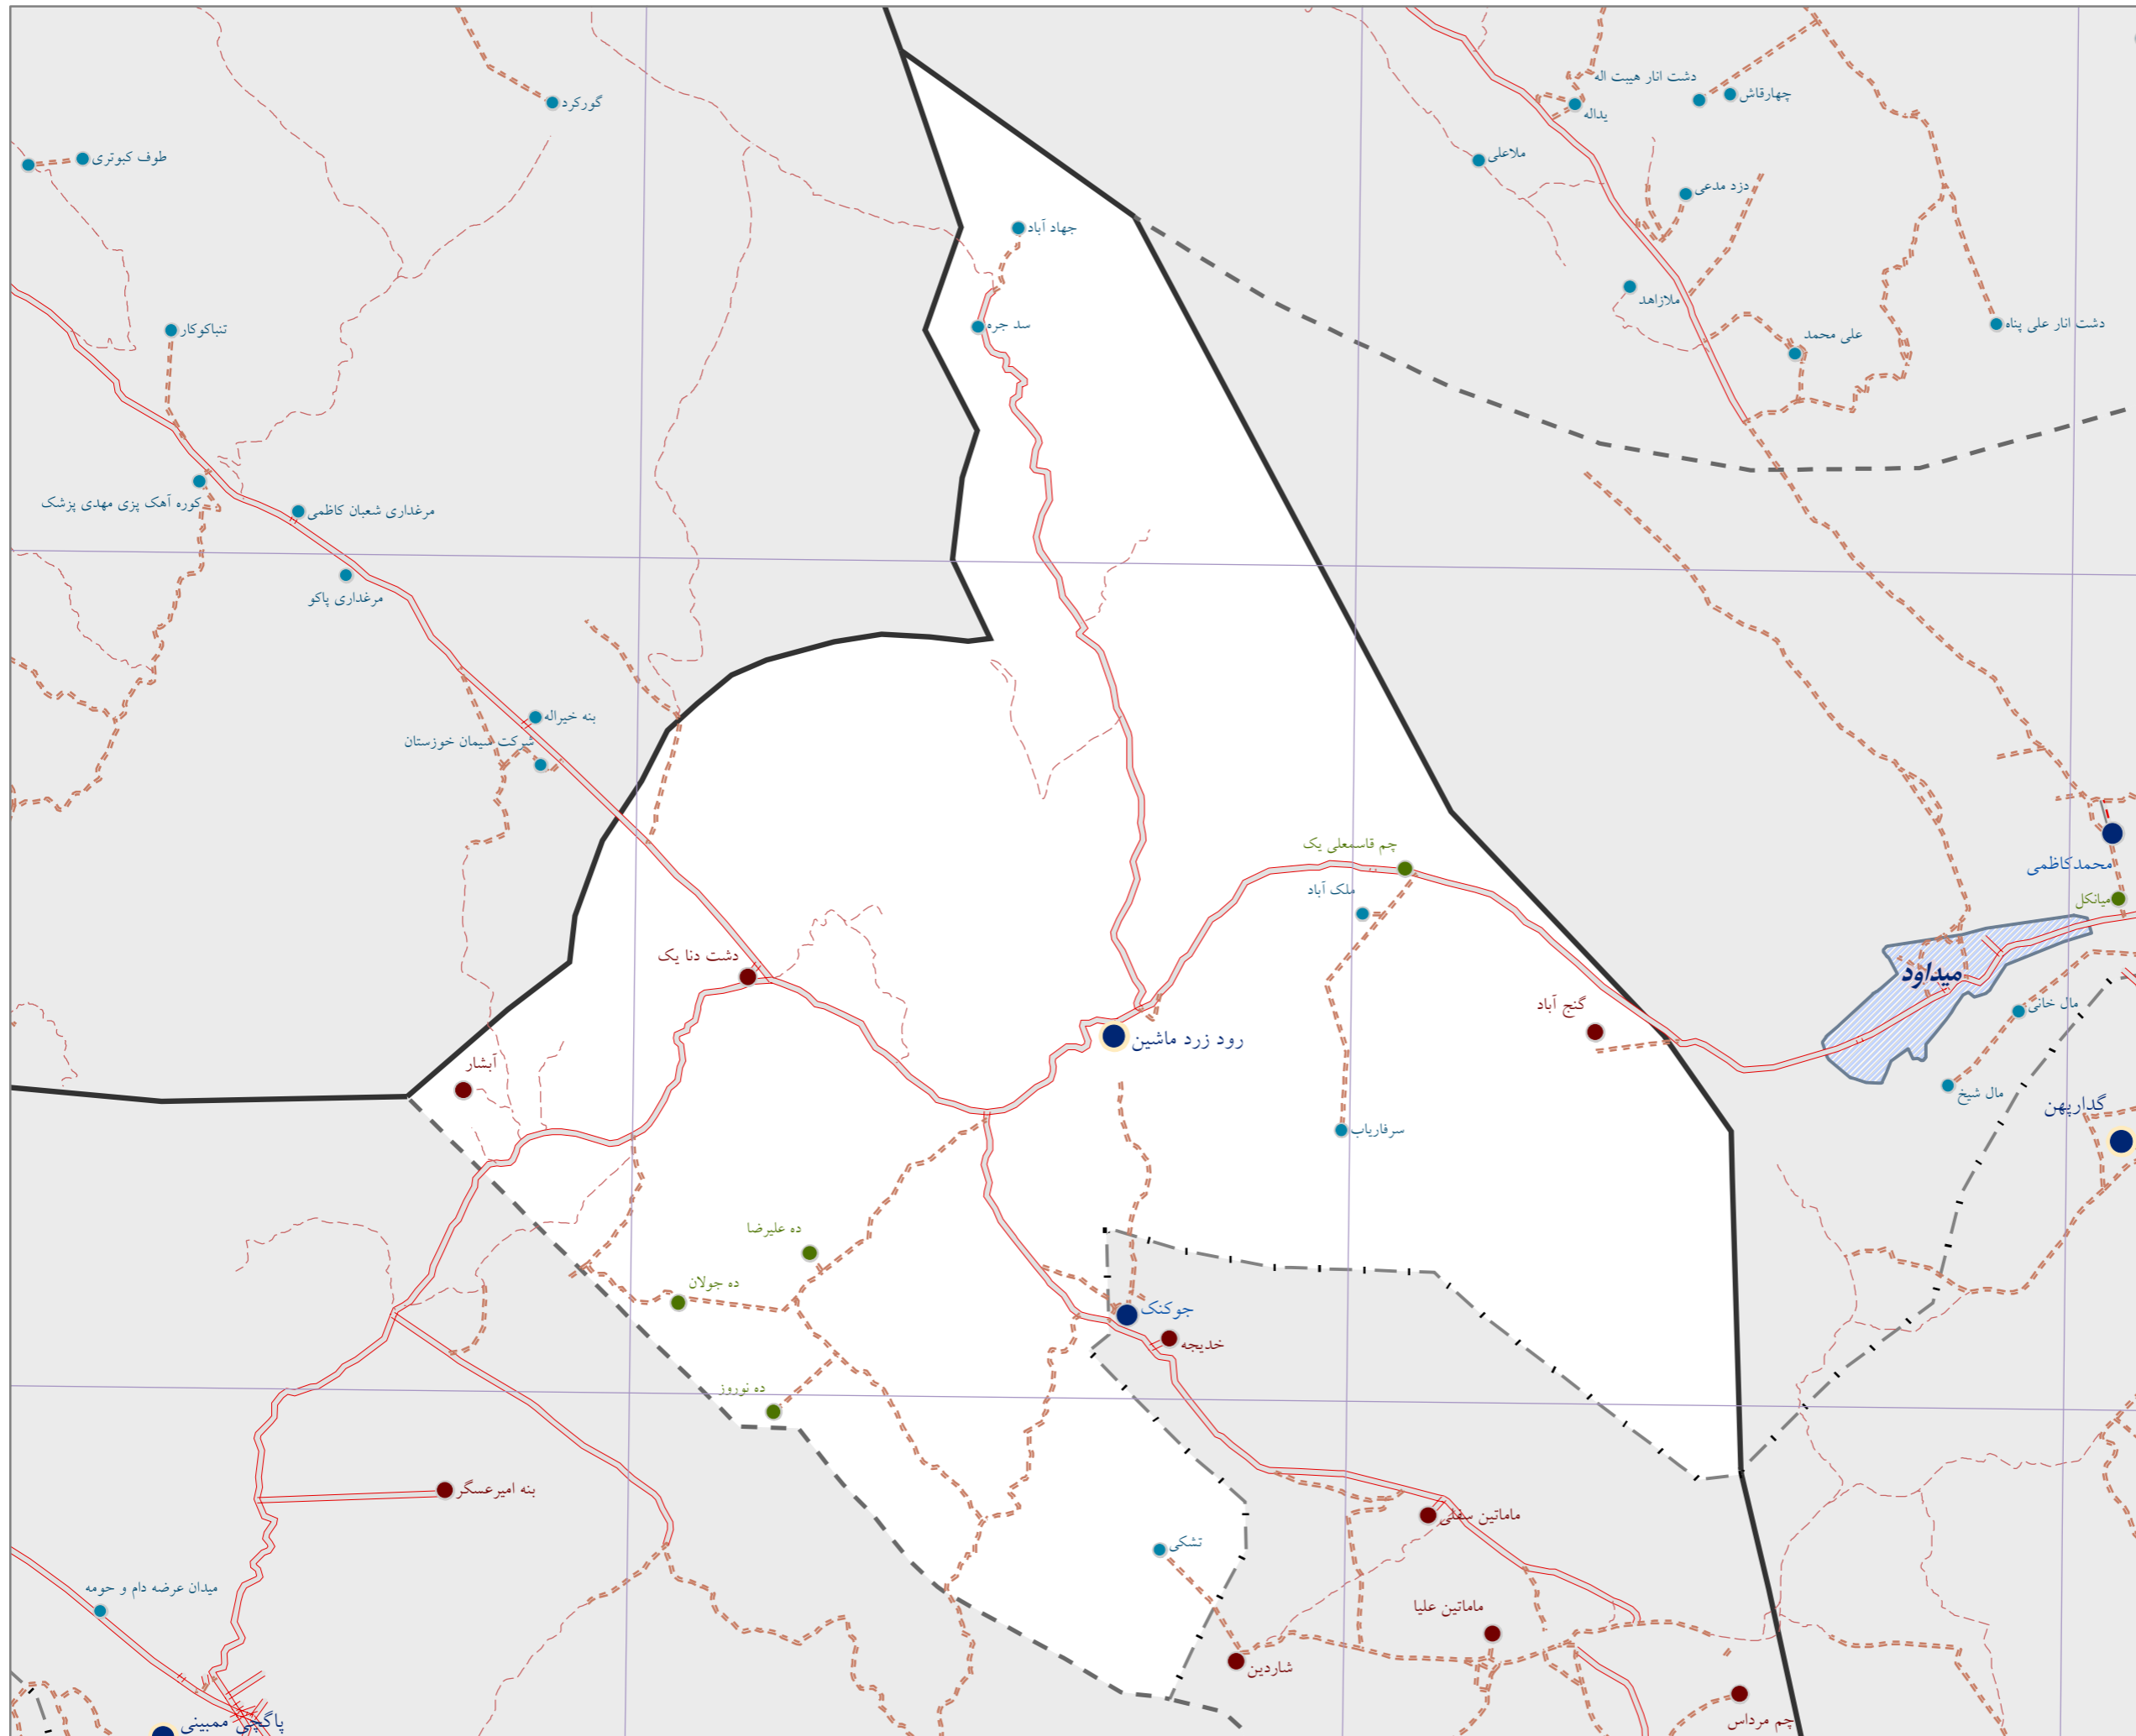 دشت انار هیبت اله
چهارقاش
گورکرد
یداله
ملاعلی
طوف کبوتری
دزد مدعی
جهاد آباد
ملازاهد
سد جره
دشت انار علی پناه
تنباکوکار
علی محمد
کوره آهک پزی مهدی پزشک
مرغداری شعبان کاظمی
مرغداری پاکو
بنه خیراله
شرکت سیمان خوزستان
چم قاسمعلی یک
محمدکاظمی
ملک آباد
میانکل
دشت دنا یک
میداود
گنج آباد
مال خانی
رود زرد ماشین
آبشار
مال شیخ
گدارپهن
سرفاریاب
ده علیرضا
ده جولان
جوکنک
خدیجه
ده نوروز
بنه امیرعسگر
ماماتین سفلی
تشکی
میدان عرضه دام و حومه
ماماتین علیا
شاردین
چم مرداس
پاگچی ممبینی